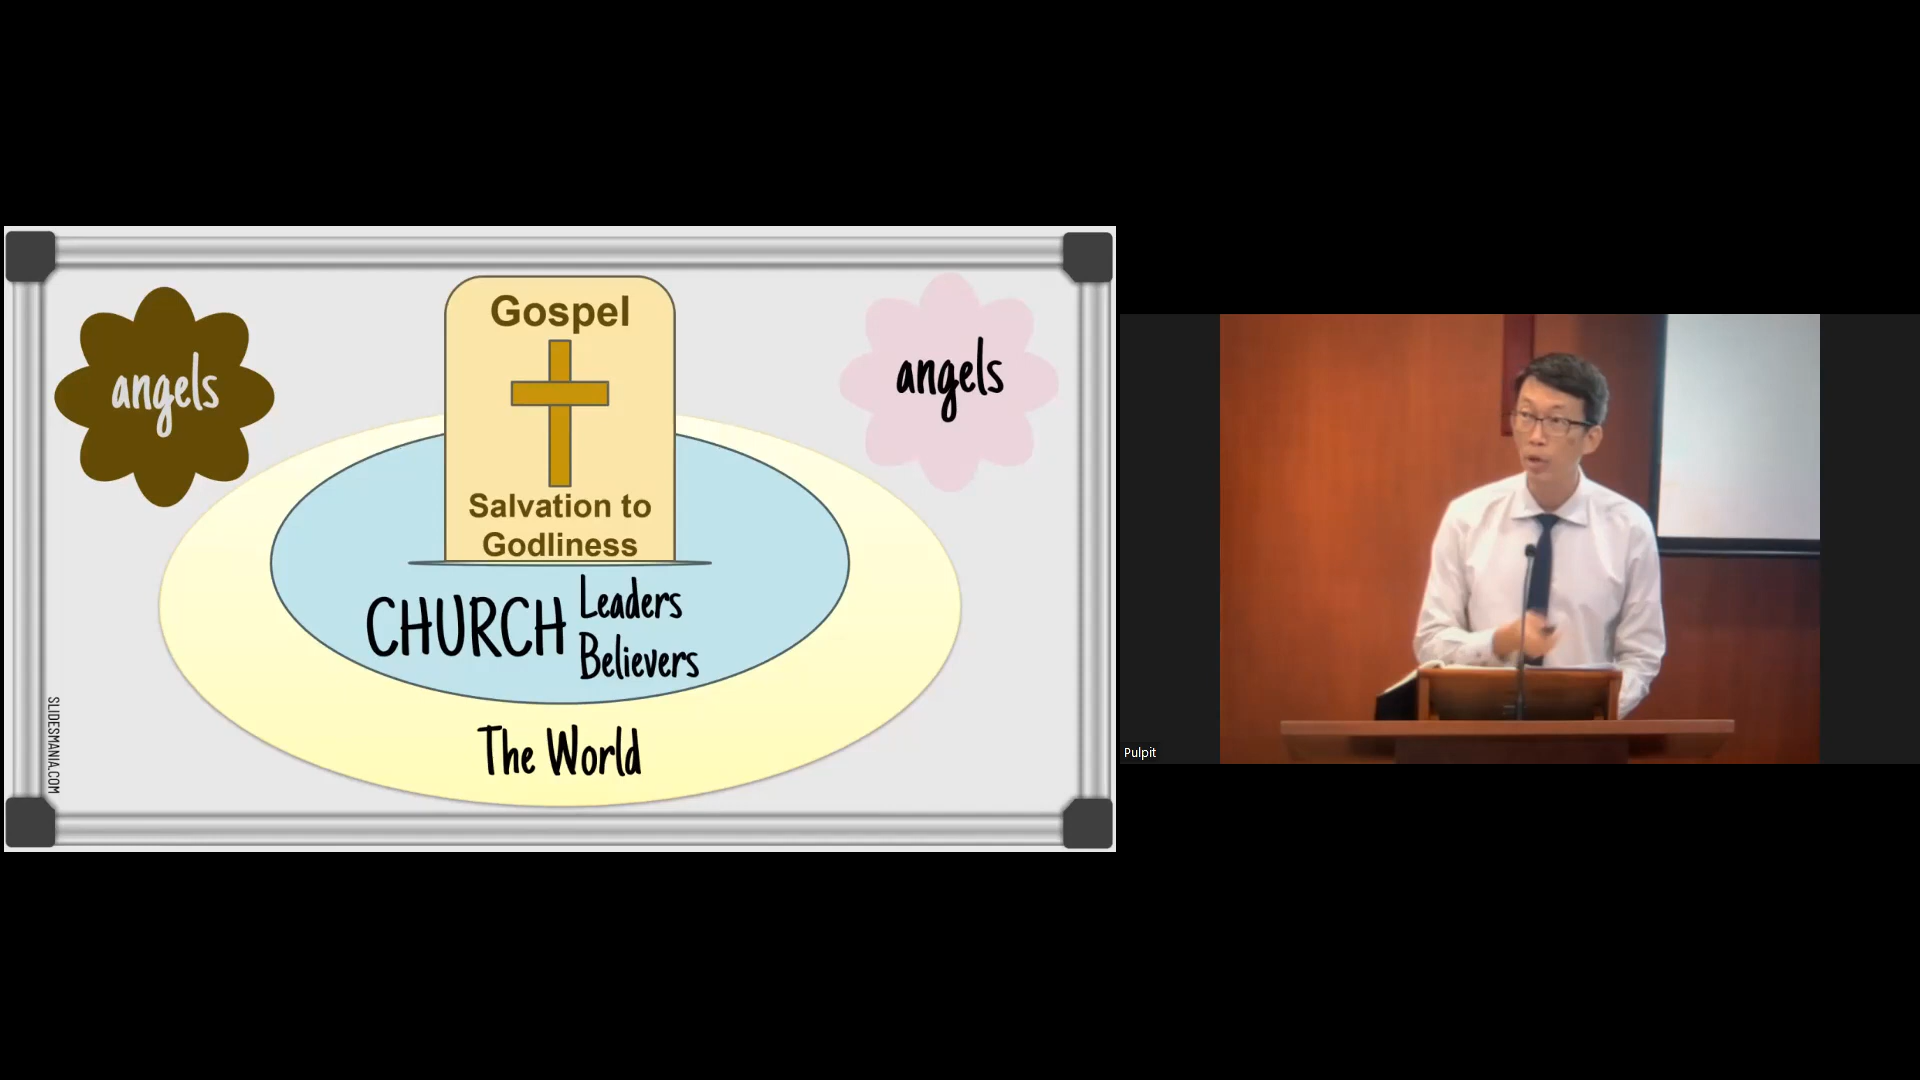 Gospel
angels
angels
Salvation to
Godliness
CHURCH
Leaders
Believers
The World
SLIDESMANIA.COM
Pulpit